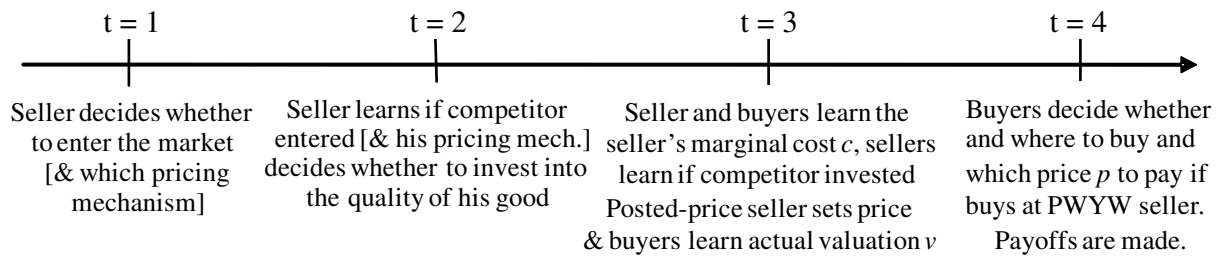 t = 1
t = 2
t = 3
t = 4
Seller decides whether
to enter the market
[& which pricing
mechanism]
Seller learns if competitor
entered [& his pricing mech.]
decides whether to invest into
the quality of his good
Seller and buyers learn the
seller's marginal cost c, sellers
learn if competitor invested
Posted-price seller sets price
& buyers learn actual valuation v
Buyers decide whether
and where to buy and
which price p to pay if
buys at PWYW seller.
Payoffs are made.